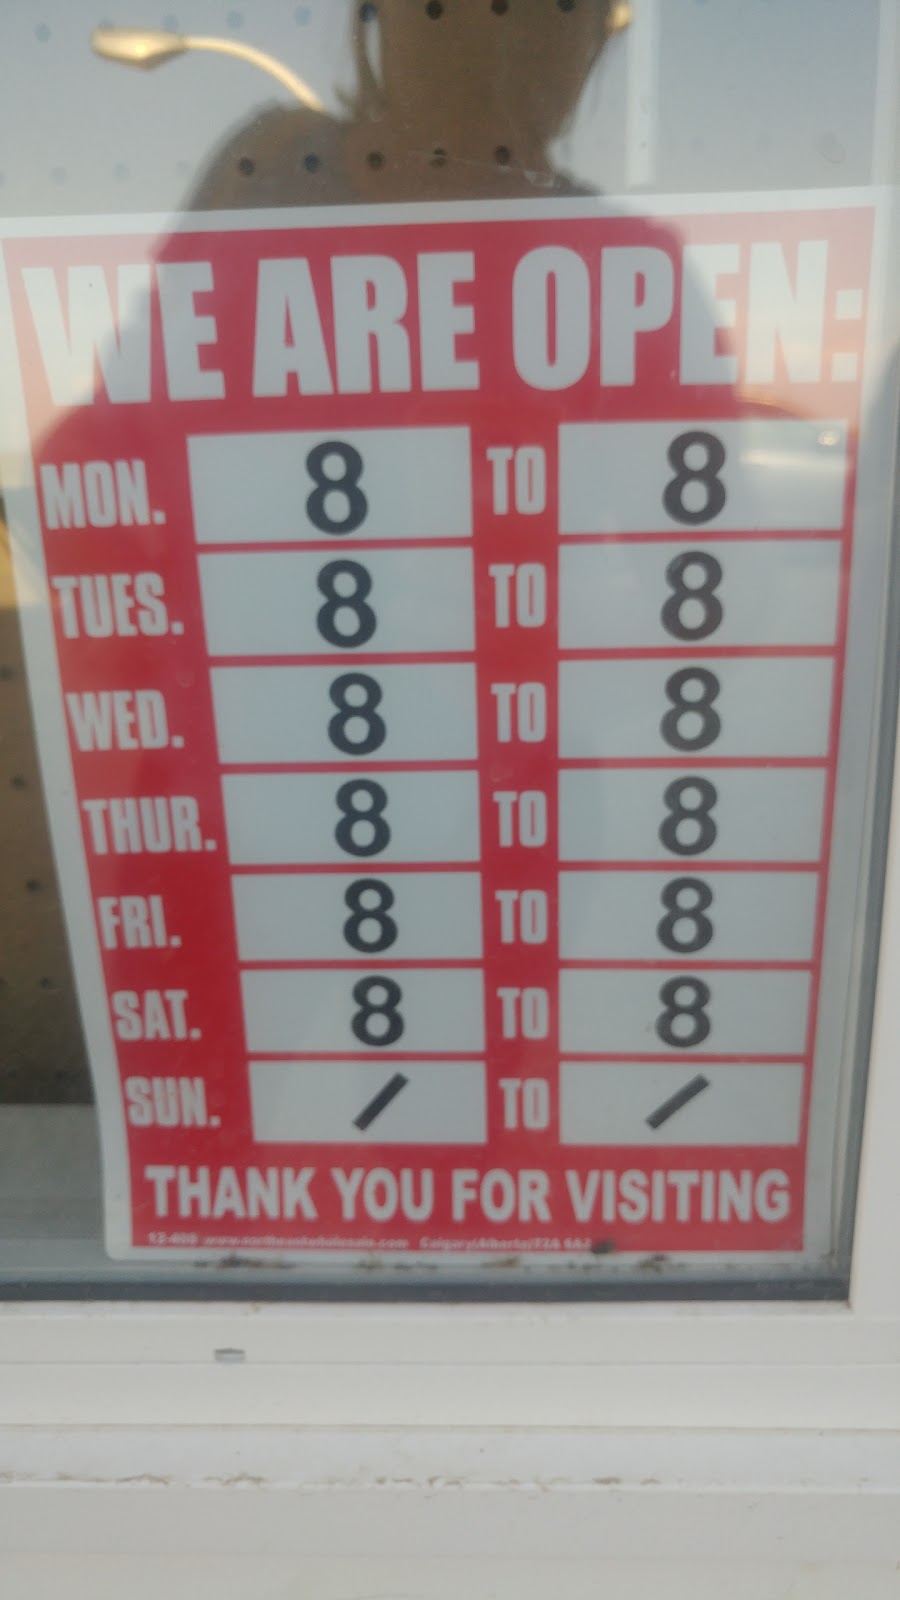 WE ARE OPEN:
MON. 8 TO 8
TUES. 8 TO 8
WED. 8 TO 8
THUR. 8 TO 8
FRI. 8 TO 8
SAT. 8 TO 8
SUN. / TO /
THANK YOU FOR VISITING
Calgary